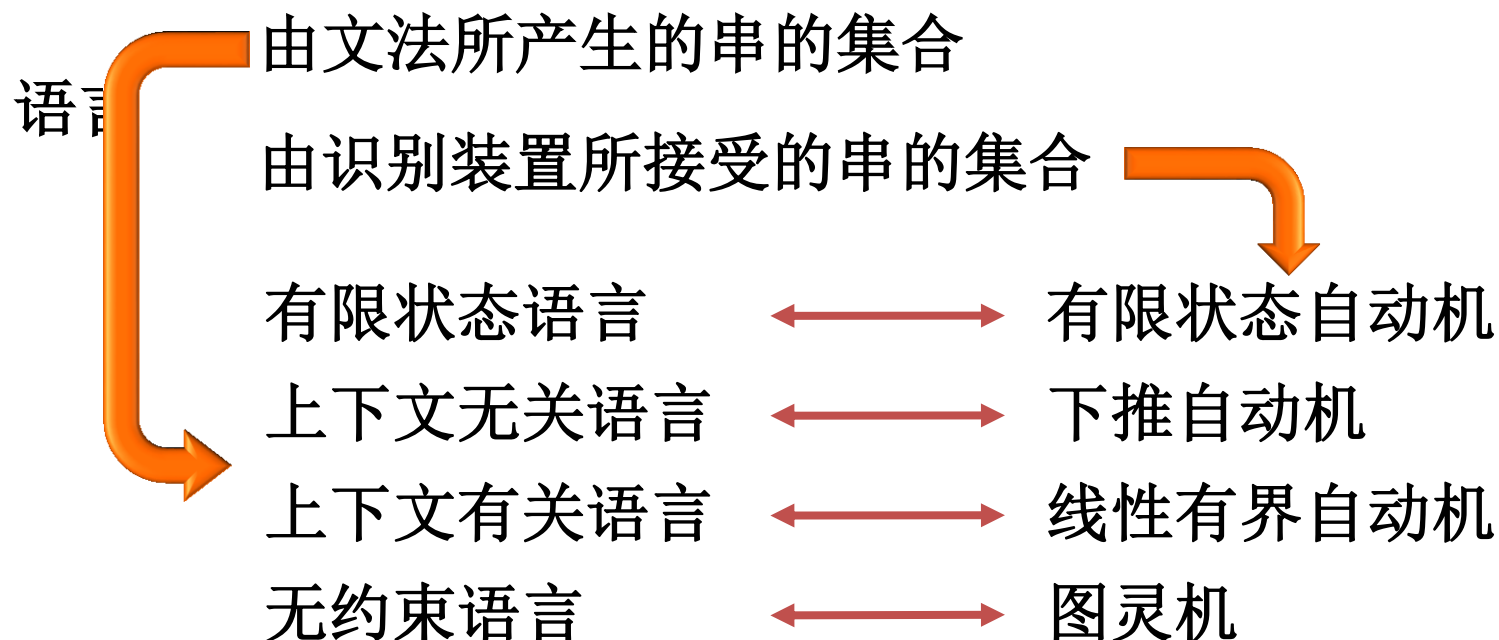 由文法所产生的串的集合
语言
由识别装置所接受的串的集合
有限状态语言 有限状态自动机
上下文无关语言 下推自动机
上下文有关语言 线性有界自动机
无约束语言 图灵机